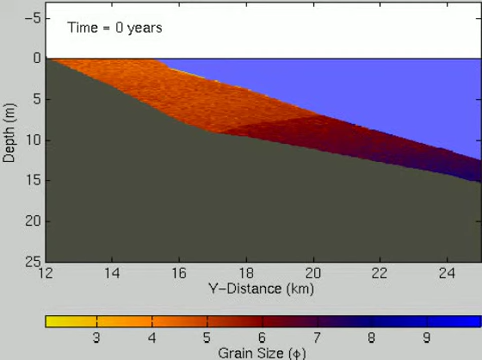 −5
Time = 0 years
0
5
10
15
20
25
Depth (m)
12 14 16 18 20 22 24
Y−Distance (km)
3 4 5 6 7 8 9
Grain Size (ϕ)